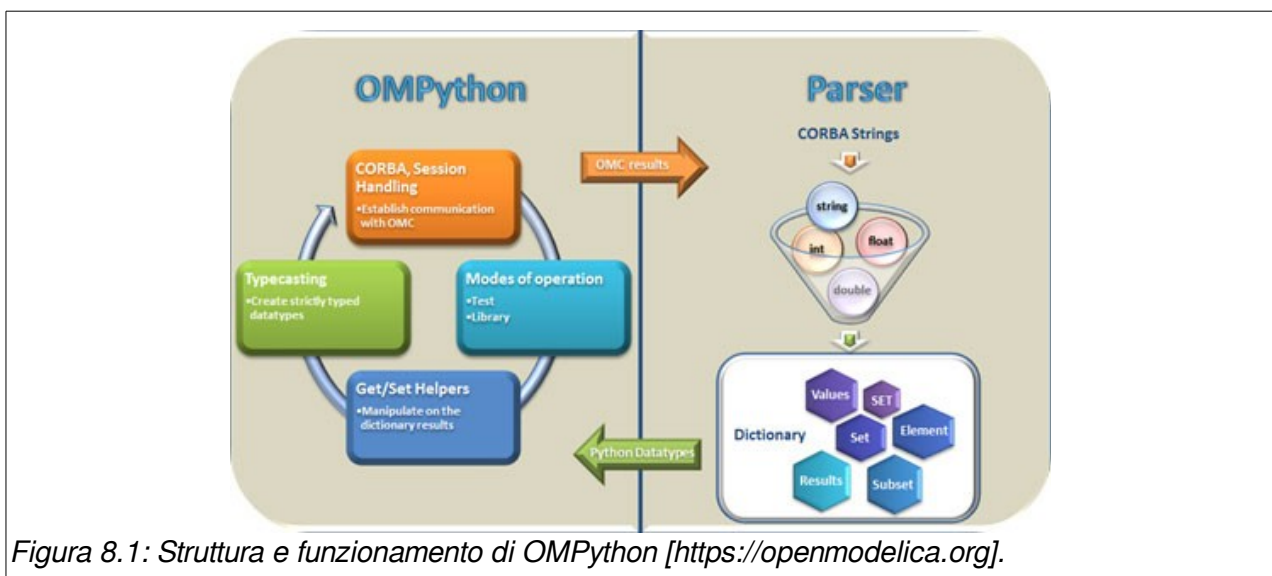 OMPython
CORBA, Session
Handling
•Establish communication
with OMC
Typecasting
•Create strictly typed
datatypes
Modes of operation
•Test
•Library
Get/Set Helpers
•Manipulate on the
dictionary results
OMC results
Python Datatypes
Parser
CORBA Strings
string
int
float
double
Dictionary
Values
SET
Set
Element
Results
Subset
Figura 8.1: Struttura e funzionamento di OMPython [https://openmodelica.org].